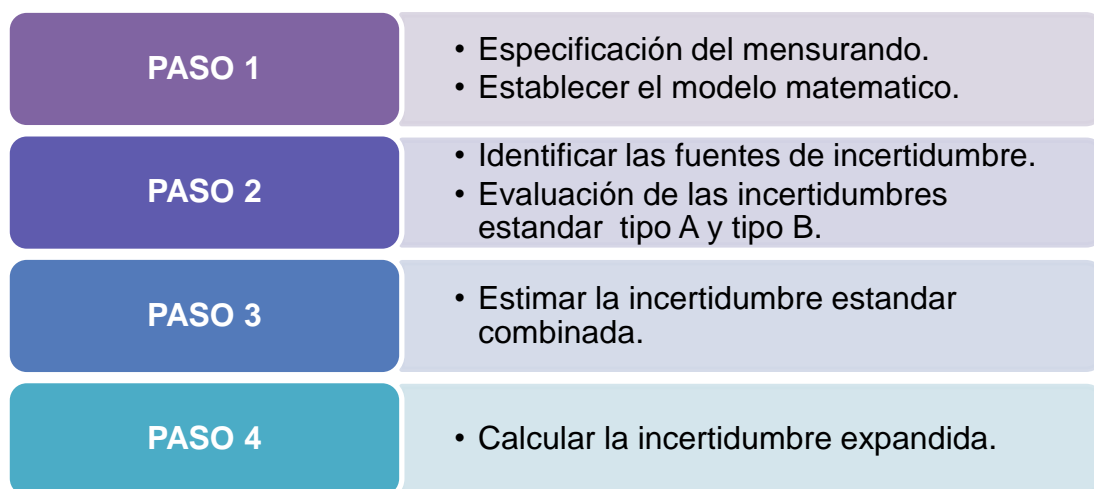 PASO 1
• Especificación del mensurando.
• Establecer el modelo matematico.
PASO 2
• Identificar las fuentes de incertidumbre.
• Evaluación de las incertidumbres
estandar tipo A y tipo B.
PASO 3
• Estimar la incertidumbre estandar
combinada.
PASO 4
• Calcular la incertidumbre expandida.